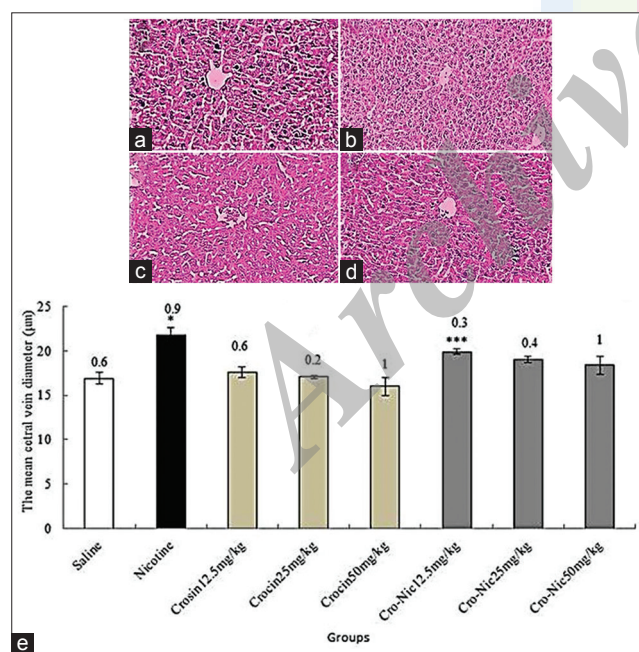 a
b
c
d
The mean cetral voin diameter (µm)
25
20
15
10
5
0
0.6
0.9
*
0.6
0.2
1
0.3
***
0.4
1
Saline
Nicotine
Crosin12.5mg/kg
Crocin25mg/kg
Crocin50mg/kg
Cro-Nic12.5mg/kg
Cro-Nic25mg/kg
Cro-Nic50mg/kg
Groups
e
Archive